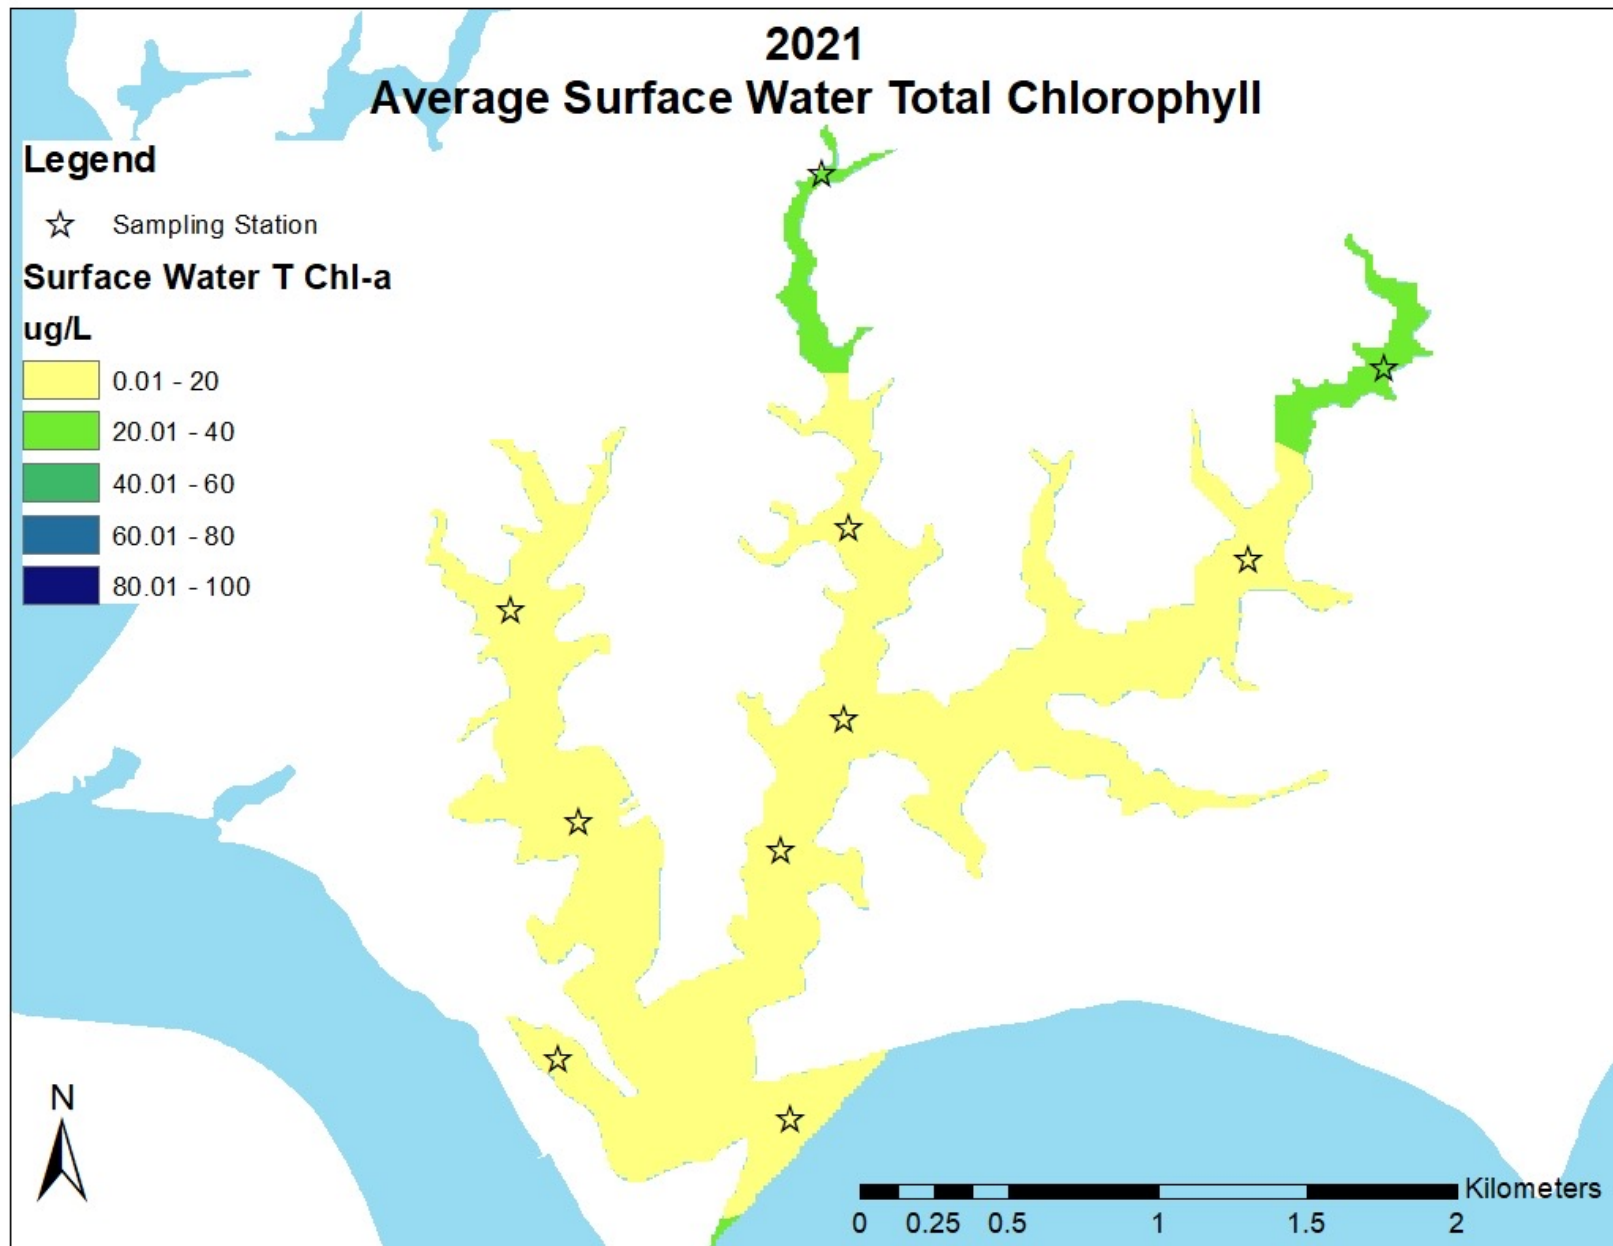 2021
Average Surface Water Total Chlorophyll
Legend
Sampling Station
Surface Water T Chl-a
ug/L
0.01 - 20
20.01 - 40
40.01 - 60
60.01 - 80
80.01 - 100
N
Kilometers
0 0.25 0.5 1 1.5 2